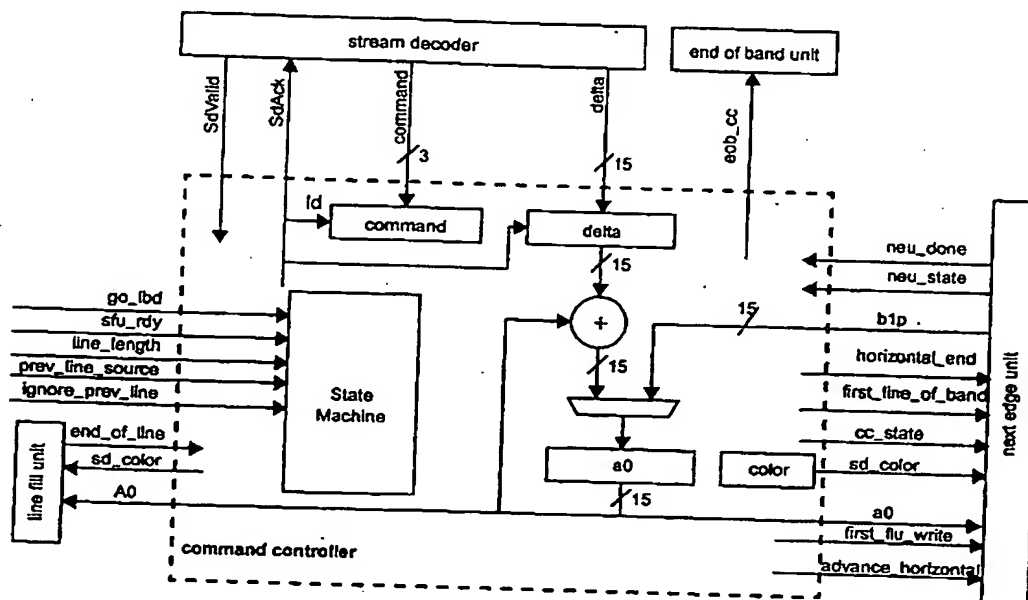 stream decoder
end of band unit
SdValid
SdAck
command
delta
eob_cc
3
15
ld
command
delta
15
neu_done
neu_state
go_lbd
sfu_rdy
line_length
prev_line_source
ignore_prev_line
+
15
b1p
15
horizontal_end
first_line_of_band
State
Machine
next edge unit
end_of_line
cc_state
sd_color
a0
color
sd_color
line fill unit
A0
15
a0
first_flu_write
command controller
advance_horizontal